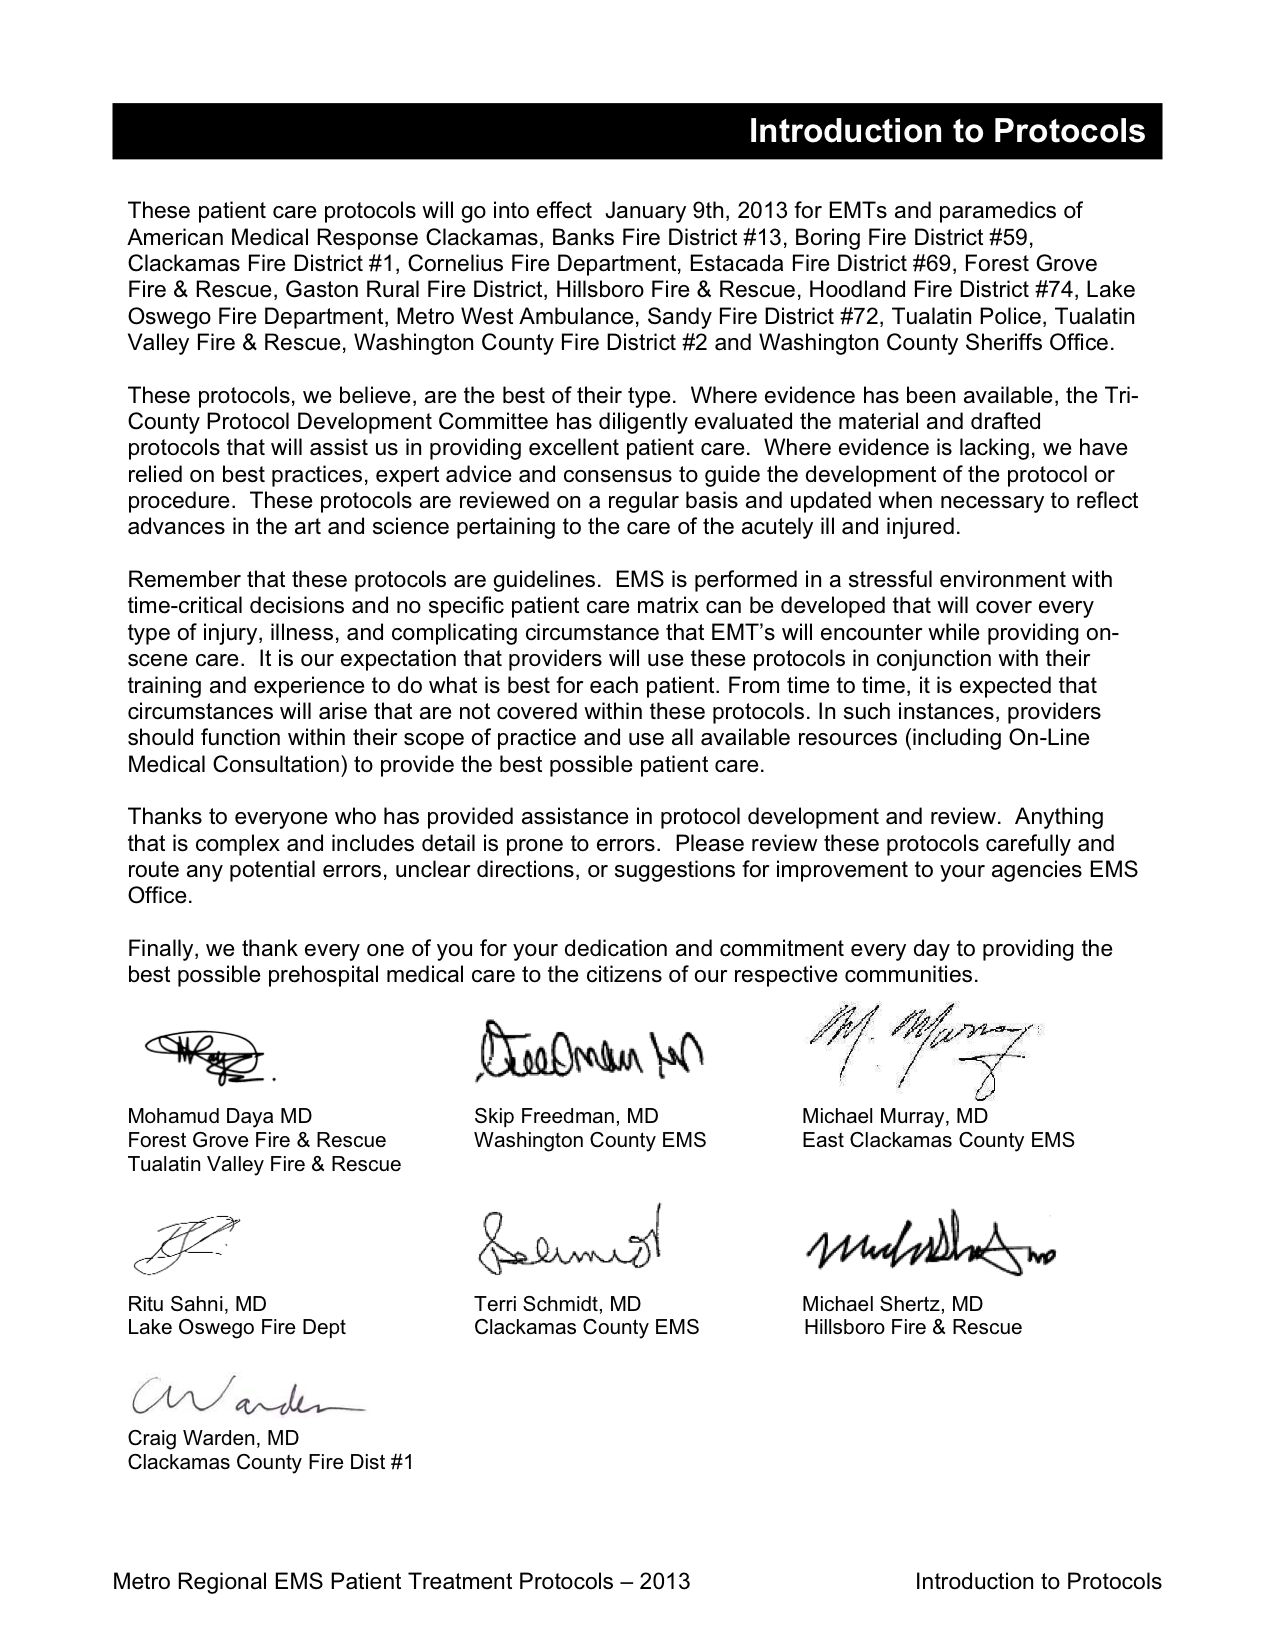 Introduction to Protocols
These patient care protocols will go into effect  January 9th, 2013 for EMTs and paramedics of
American Medical Response Clackamas, Banks Fire District #13, Boring Fire District #59,
Clackamas Fire District #1, Cornelius Fire Department, Estacada Fire District #69, Forest Grove
Fire & Rescue, Gaston Rural Fire District, Hillsboro Fire & Rescue, Hoodland Fire District #74, Lake
Oswego Fire Department, Metro West Ambulance, Sandy Fire District #72, Tualatin Police, Tualatin
Valley Fire & Rescue, Washington County Fire District #2 and Washington County Sheriffs Office.
These protocols, we believe, are the best of their type.  Where evidence has been available, the Tri-
County Protocol Development Committee has diligently evaluated the material and drafted
protocols that will assist us in providing excellent patient care.  Where evidence is lacking, we have
relied on best practices, expert advice and consensus to guide the development of the protocol or
procedure.  These protocols are reviewed on a regular basis and updated when necessary to reflect
advances in the art and science pertaining to the care of the acutely ill and injured.
Remember that these protocols are guidelines.  EMS is performed in a stressful environment with
time-critical decisions and no specific patient care matrix can be developed that will cover every
type of injury, illness, and complicating circumstance that EMT’s will encounter while providing on-
scene care.  It is our expectation that providers will use these protocols in conjunction with their
training and experience to do what is best for each patient. From time to time, it is expected that
circumstances will arise that are not covered within these protocols. In such instances, providers
should function within their scope of practice and use all available resources (including On-Line
Medical Consultation) to provide the best possible patient care.
Thanks to everyone who has provided assistance in protocol development and review.  Anything
that is complex and includes detail is prone to errors.  Please review these protocols carefully and
route any potential errors, unclear directions, or suggestions for improvement to your agencies EMS
Office.
Finally, we thank every one of you for your dedication and commitment every day to providing the
best possible prehospital medical care to the citizens of our respective communities.
M. Murray
Mohamud Daya MD
Forest Grove Fire & Rescue
Tualatin Valley Fire & Rescue
Skip Freedman, MD
Washington County EMS
Michael Murray, MD
East Clackamas County EMS
Schmidt
Ritu Sahni, MD
Lake Oswego Fire Dept
Terri Schmidt, MD
Clackamas County EMS
Michael Shertz, MD
Hillsboro Fire & Rescue
CWarden
Craig Warden, MD
Clackamas County Fire Dist #1
Metro Regional EMS Patient Treatment Protocols – 2013
Introduction to Protocols